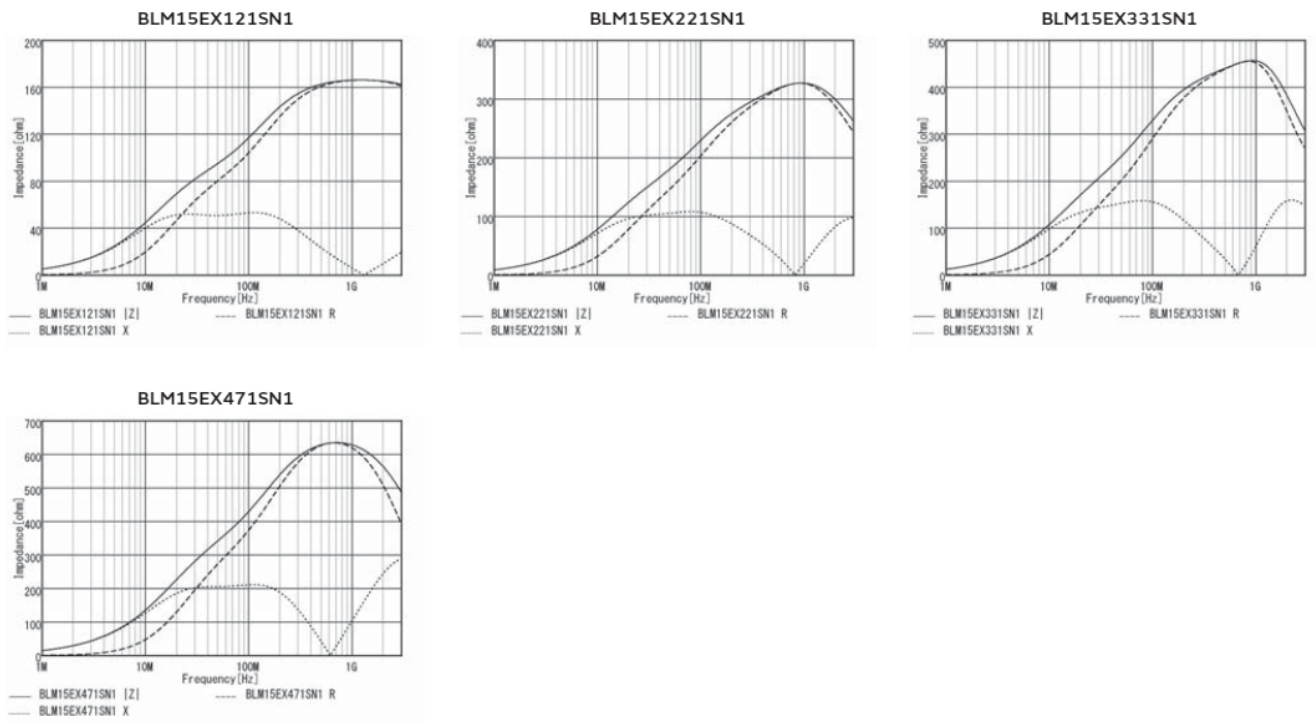 BLM15EX121SN1
200
160
120
80
40
0
Impedance[ohm]
1M 10M 100M 1G
Frequency[Hz]
BLM15EX121SN1 |Z| BLM15EX121SN1 R
BLM15EX121SN1 X
BLM15EX221SN1
400
300
200
100
0
Impedance[ohm]
1M 10M 100M 1G
Frequency[Hz]
BLM15EX221SN1 |Z| BLM15EX221SN1 R
BLM15EX221SN1 X
BLM15EX331SN1
500
400
300
200
100
0
Impedance[ohm]
1M 10M 100M 1G
Frequency[Hz]
BLM15EX331SN1 |Z| BLM15EX331SN1 R
BLM15EX331SN1 X
BLM15EX471SN1
700
600
500
400
300
200
100
0
Impedance[ohm]
1M 10M 100M 1G
Frequency[Hz]
BLM15EX471SN1 |Z| BLM15EX471SN1 R
BLM15EX471SN1 X